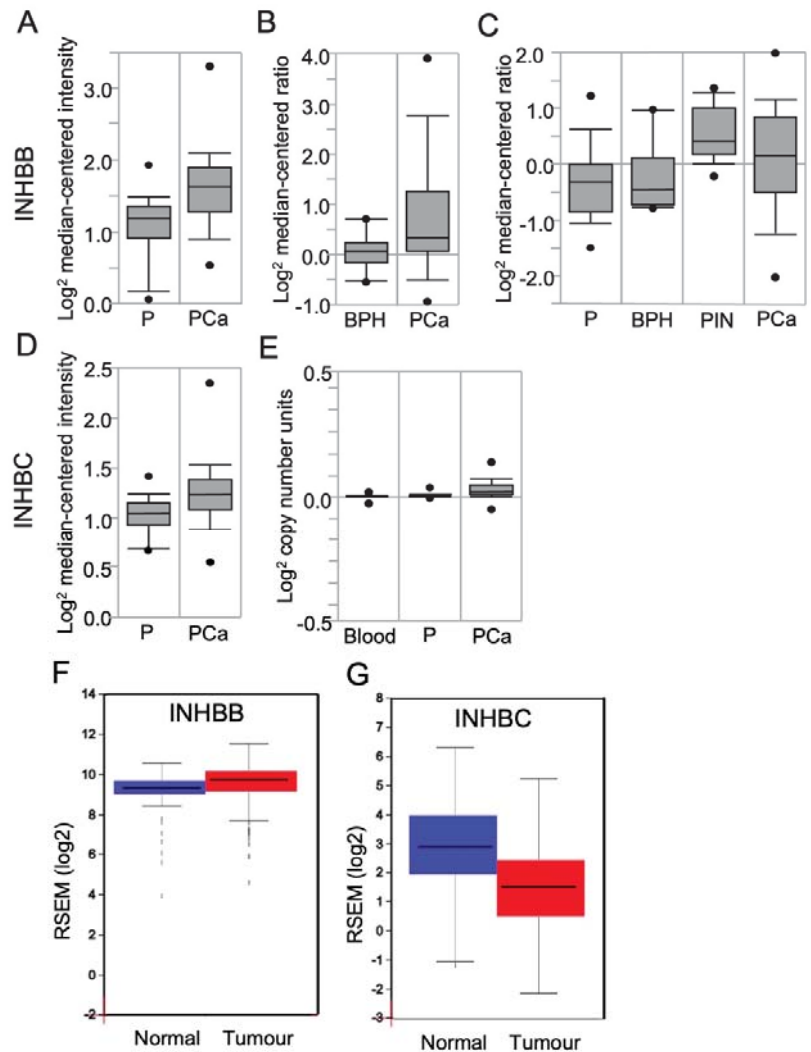 A
INHBB
Log² median-centered intensity
P PCa
3.0
2.0
1.0
0.0
P PCa
B
Log² median-centered ratio
BPH PCa
4.0
3.0
2.0
1.0
0.0
-1.0
BPH PCa
C
Log² median-centered ratio
2.0
1.0
0.0
-1.0
-2.0
P BPH PIN PCa
D
INHBC
Log² median-centered intensity
2.5
2.0
1.5
1.0
0.5
0.0
P PCa
E
Log² copy number units
0.5
0.0
-0.5
Blood P PCa
F
INHBB
RSEM (log2)
14
12
10
8
6
4
2
0
-2
Normal Tumour
G
INHBC
RSEM (log2)
8
7
6
5
4
3
2
1
0
-1
-2
-3
Normal Tumour